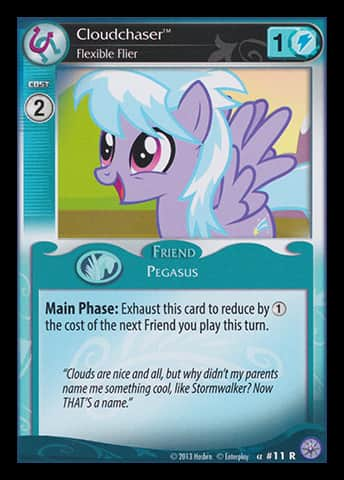 Cloudchaser™
Flexible Flier
1
COST
2
FRIEND
PEGASUS
Main Phase: Exhaust this card to reduce by 1
the cost of the next Friend you play this turn.
"Clouds are nice and all, but why didn't my parents
name me something cool, like Stormwalker? Now
THAT'S a name."
© 2013 Hasbro © Enterplay α #11 R